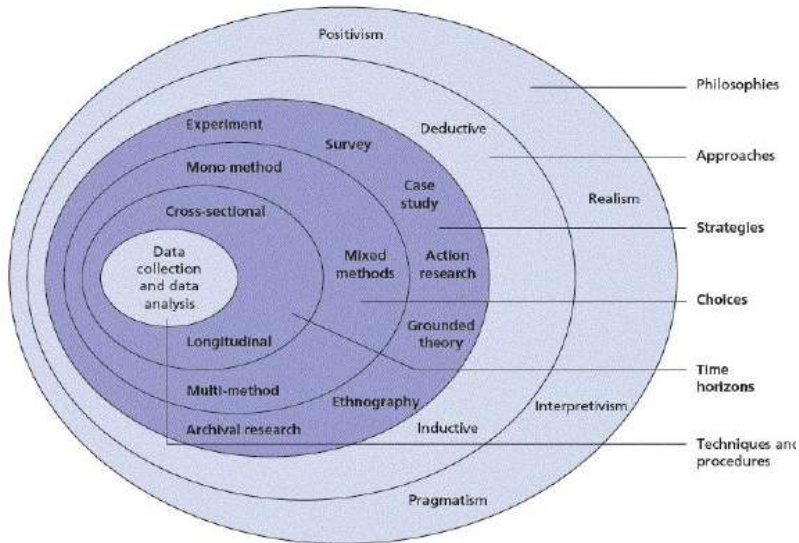 Positivism
Philosophies
Experiment
Deductive
Survey
Approaches
Mono-method
Case
study
Realism
Cross-sectional
Strategies
Data
collection
and data
analysis
Mixed
methods
Action
research
Choices
Longitudinal
Grounded
theory
Time
horizons
Multi-method
Ethnography
Interpretivism
Archival research
Inductive
Techniques and
procedures
Pragmatism